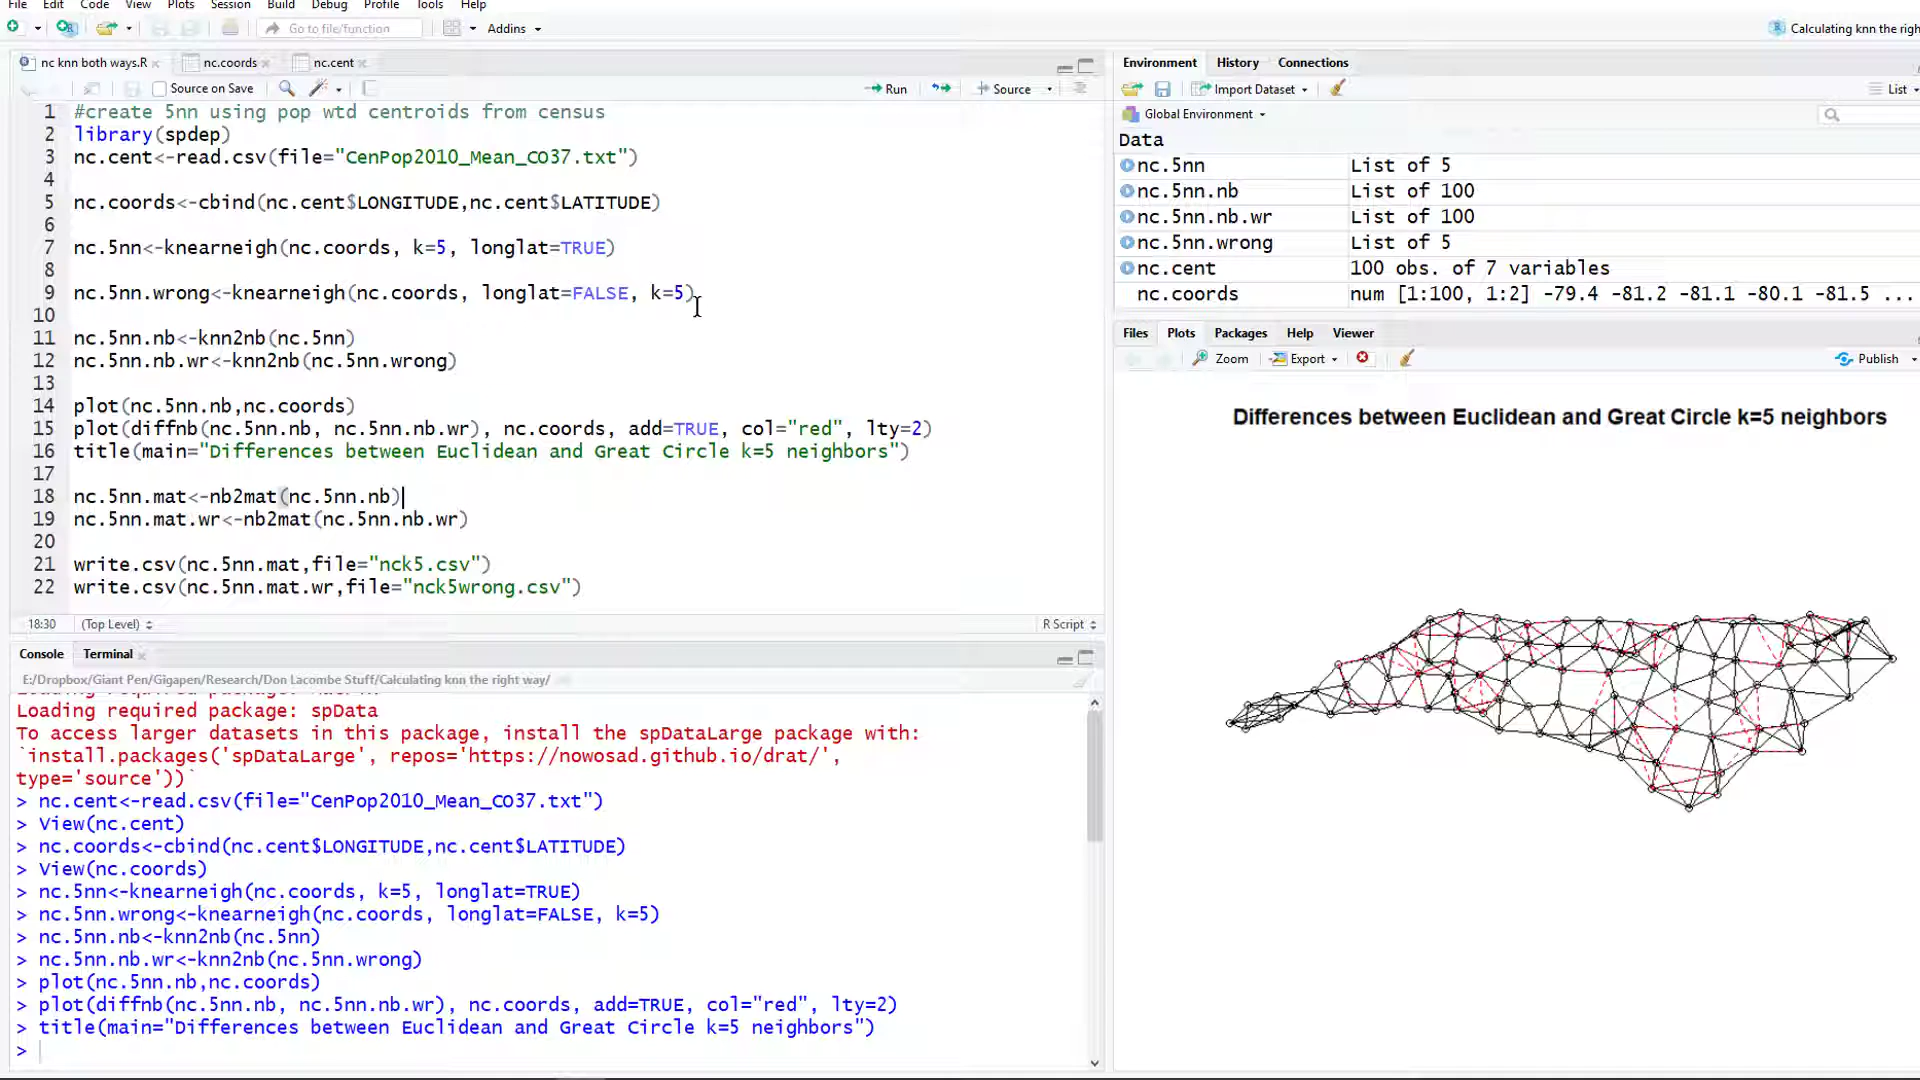 File Edit Code View Plots Session Build Debug Profile Tools Help
Go to file/function Addins Calculating knn the righ
nc knn both ways.R nc.coords nc.cent
Source on Save Run Source
1 #create 5nn using pop wtd centroids from census
2 library(spdep)
3 nc.cent<-read.csv(file="CenPop2010_Mean_CO37.txt")
4
5 nc.coords<-cbind(nc.cent$LONGITUDE,nc.cent$LATITUDE)
6
7 nc.5nn<-knearneigh(nc.coords, k=5, longlat=TRUE)
8
9 nc.5nn.wrong<-knearneigh(nc.coords, longlat=FALSE, k=5)
10
11 nc.5nn.nb<-knn2nb(nc.5nn)
12 nc.5nn.nb.wr<-knn2nb(nc.5nn.wrong)
13
14 plot(nc.5nn.nb,nc.coords)
15 plot(diffnb(nc.5nn.nb, nc.5nn.nb.wr), nc.coords, add=TRUE, col="red", lty=2)
16 title(main="Differences between Euclidean and Great Circle k=5 neighbors")
17
18 nc.5nn.mat<-nb2mat(nc.5nn.nb)
19 nc.5nn.mat.wr<-nb2mat(nc.5nn.nb.wr)
20
21 write.csv(nc.5nn.mat,file="nck5.csv")
22 write.csv(nc.5nn.mat.wr,file="nck5wrong.csv")
18:30 (Top Level) R Script
Console Terminal
E:/Dropbox/Giant Pen/Gigapen/Research/Don Lacombe Stuff/Calculating knn the right way/
Loading required package: spData
To access larger datasets in this package, install the spDataLarge package with:
`install.packages('spDataLarge', repos='https://nowosad.github.io/drat/',
type='source'))`
> nc.cent<-read.csv(file="CenPop2010_Mean_CO37.txt")
> View(nc.cent)
> nc.coords<-cbind(nc.cent$LONGITUDE,nc.cent$LATITUDE)
> View(nc.coords)
> nc.5nn<-knearneigh(nc.coords, k=5, longlat=TRUE)
> nc.5nn.wrong<-knearneigh(nc.coords, longlat=FALSE, k=5)
> nc.5nn.nb<-knn2nb(nc.5nn)
> nc.5nn.nb.wr<-knn2nb(nc.5nn.wrong)
> plot(nc.5nn.nb,nc.coords)
> plot(diffnb(nc.5nn.nb, nc.5nn.nb.wr), nc.coords, add=TRUE, col="red", lty=2)
> title(main="Differences between Euclidean and Great Circle k=5 neighbors")
>
Environment History Connections
Import Dataset List
Global Environment
Data
nc.5nn List of 5
nc.5nn.nb List of 100
nc.5nn.nb.wr List of 100
nc.5nn.wrong List of 5
nc.cent 100 obs. of 7 variables
nc.coords num [1:100, 1:2] -79.4 -81.2 -81.1 -80.1 -81.5 ...
Files Plots Packages Help Viewer
Zoom Export Publish
Differences between Euclidean and Great Circle k=5 neighbors